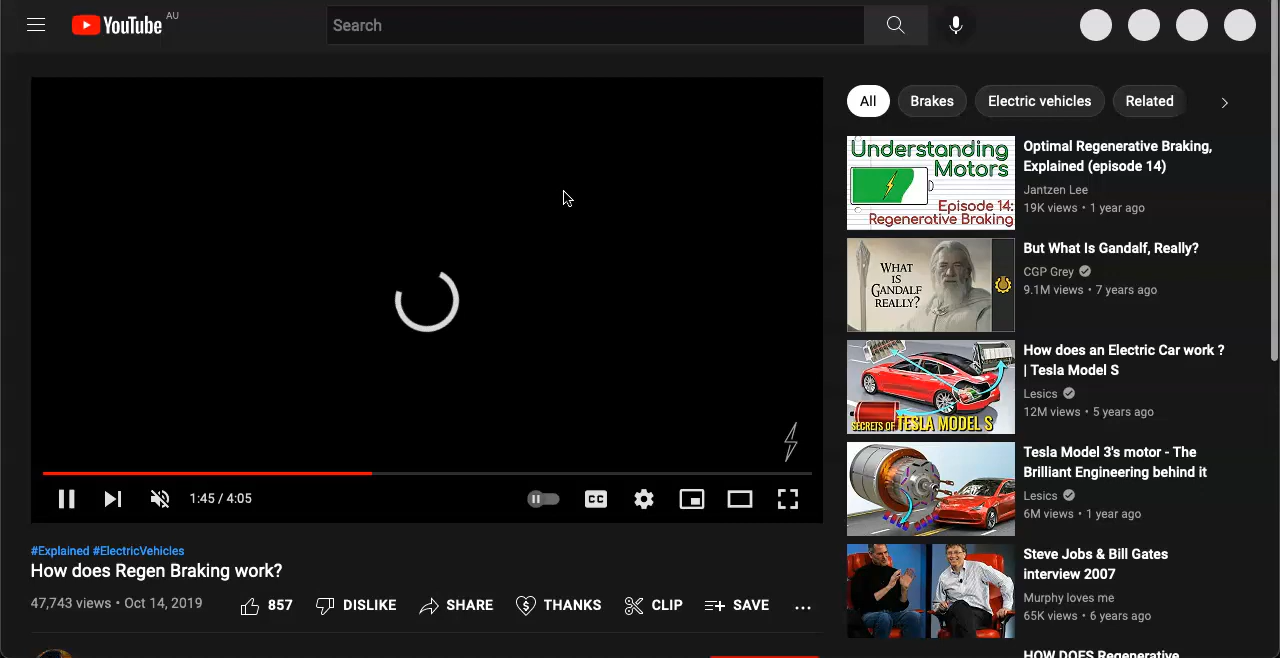 YouTube AU
Search
1:45 / 4:05
CC
#Explained #ElectricVehicles
How does Regen Braking work?
47,743 views • Oct 14, 2019
857
DISLIKE
SHARE
THANKS
CLIP
SAVE
All
Brakes
Electric vehicles
Related
Understanding
Motors
Episode 14:
Regenerative Braking
Optimal Regenerative Braking,
Explained (episode 14)
Jantzen Lee
19K views • 1 year ago
WHAT
IS
GANDALF
REALLY?
But What Is Gandalf, Really?
CGP Grey
9.1M views • 7 years ago
SECRETS OF TESLA MODEL S
How does an Electric Car work ?
| Tesla Model S
Lesics
12M views • 5 years ago
Tesla Model 3's motor - The
Brilliant Engineering behind it
Lesics
6M views • 1 year ago
Steve Jobs & Bill Gates
interview 2007
Murphy loves me
65K views • 6 years ago
HOW DOES Regenerative